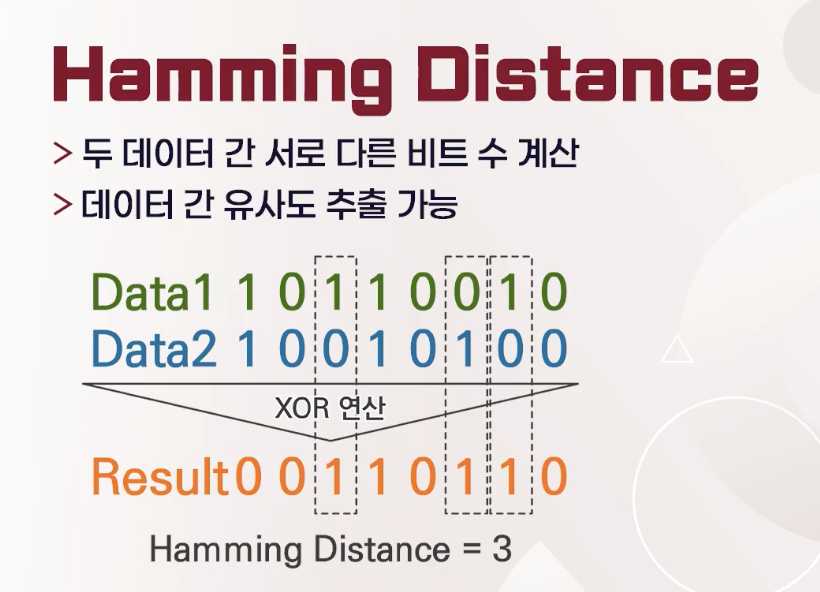 Hamming Distance
> 두 데이터 간 서로 다른 비트 수 계산
> 데이터 간 유사도 추출 가능
Data1 1 0 1 1 0 0 1 0
Data2 1 0 0 1 0 1 0 0
XOR 연산
Result 0 0 1 1 0 1 1 0
Hamming Distance = 3